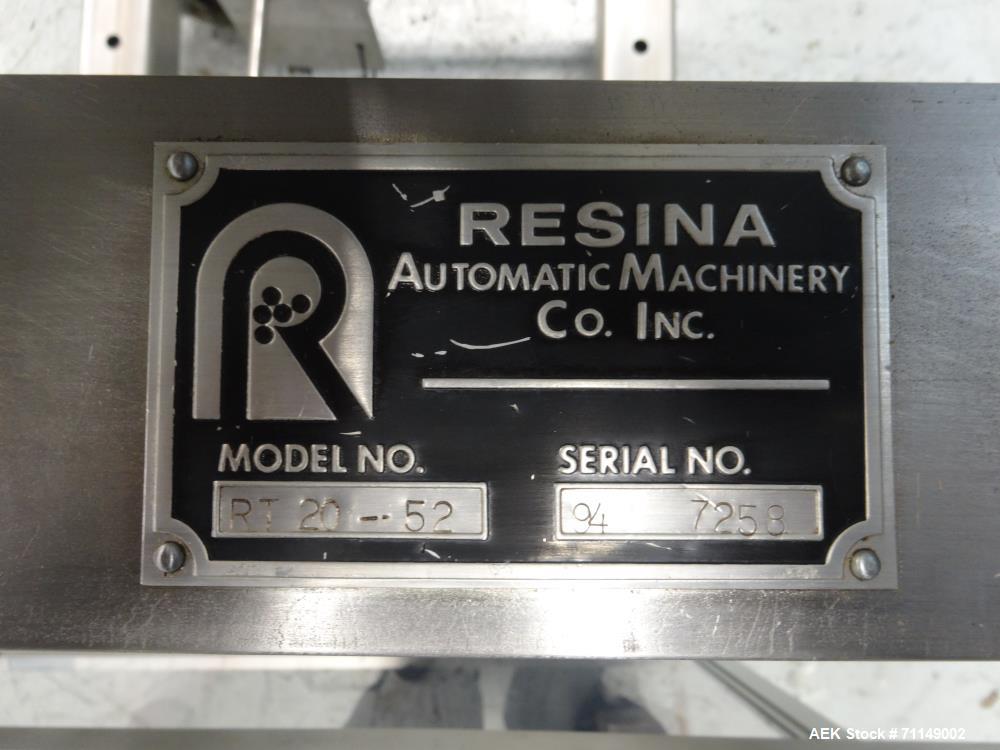 R
RESINA
AUTOMATIC MACHINERY
CO. INC.
MODEL NO.
RT 20 - 52
SERIAL NO.
94 7258
AEK Stock #71149002